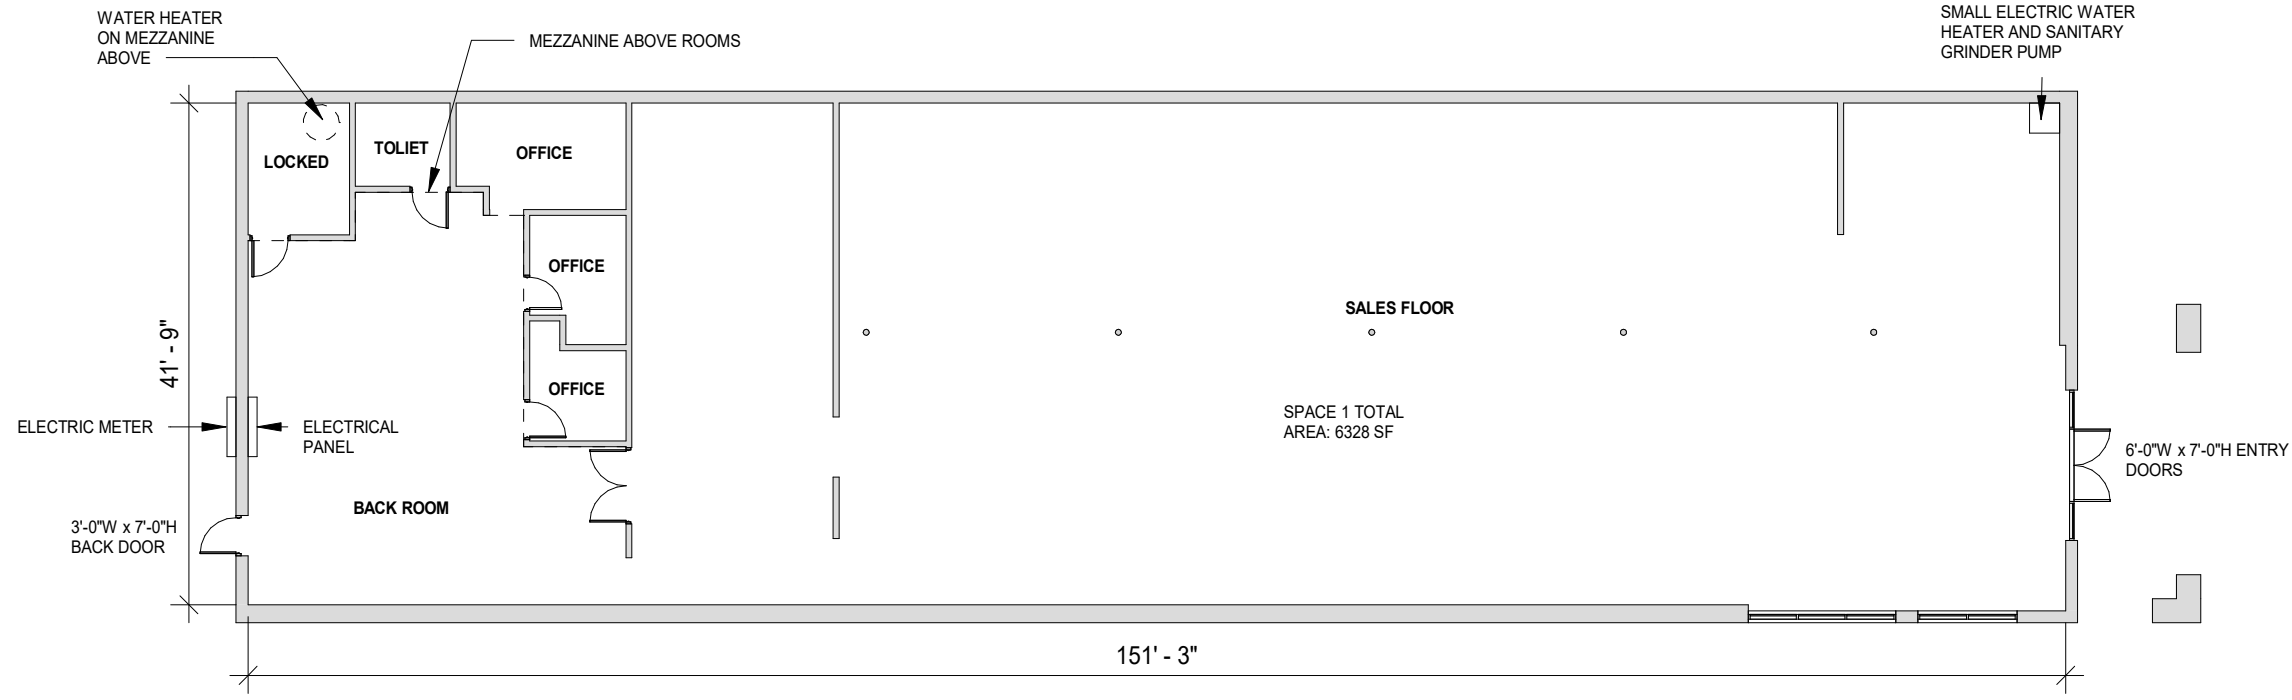 WATER HEATER
ON MEZZANINE
ABOVE
MEZZANINE ABOVE ROOMS
SMALL ELECTRIC WATER
HEATER AND SANITARY
GRINDER PUMP
LOCKED
TOLIET
OFFICE
OFFICE
OFFICE
SALES FLOOR
SPACE 1 TOTAL
AREA: 6328 SF
41' - 9"
ELECTRIC METER
ELECTRICAL
PANEL
6'-0"W x 7'-0"H ENTRY
DOORS
BACK ROOM
3'-0"W x 7'-0"H
BACK DOOR
151' - 3"